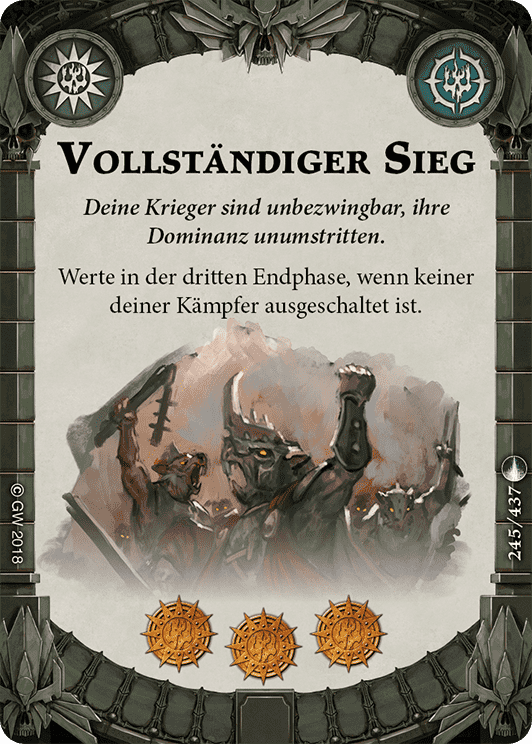 Vollständiger Sieg
Deine Krieger sind unbezwingbar, ihre
Dominanz unumstritten.
Werte in der dritten Endphase, wenn keiner
deiner Kämpfer ausgeschaltet ist.
© GW 2018
245/437